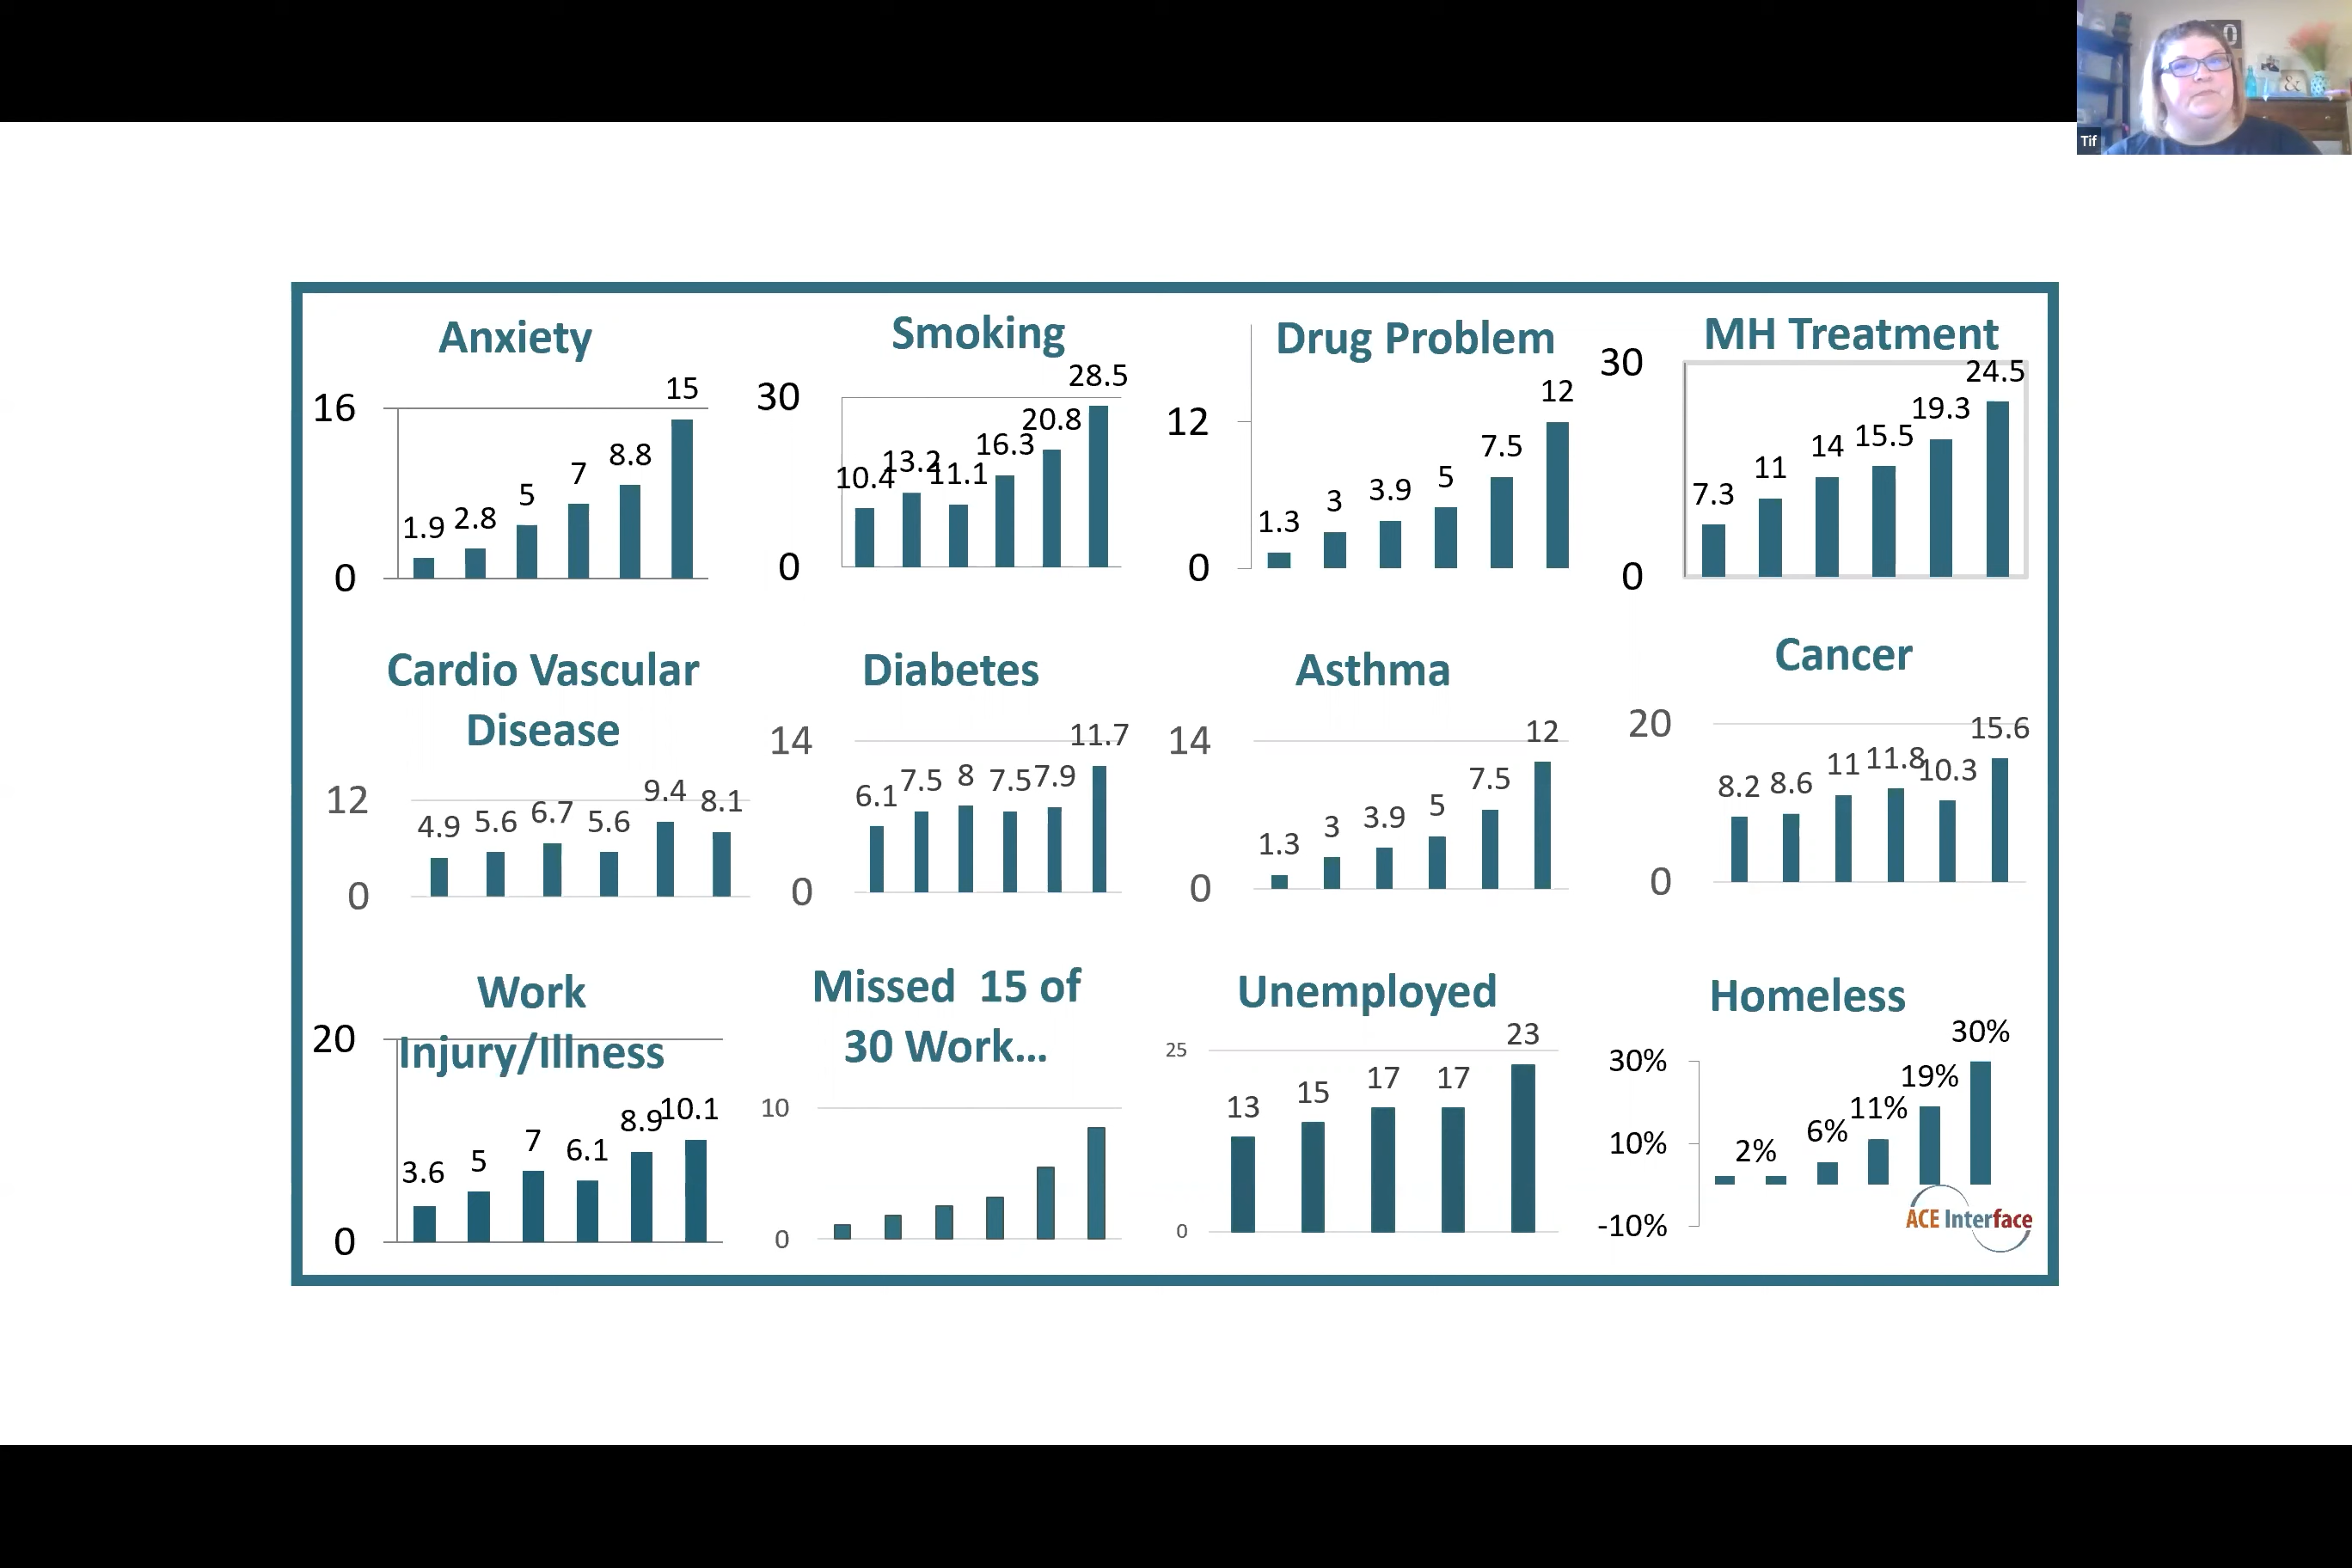 Tif
Anxiety
16
0
1.9 2.8 5 7 8.8 15
Smoking
30
0
10.4 13.2 11.1 16.3 20.8 28.5
Drug Problem
12
0
1.3 3 3.9 5 7.5 12
MH Treatment
30
0
7.3 11 14 15.5 19.3 24.5
Cardio Vascular
Disease
12
0
4.9 5.6 6.7 5.6 9.4 8.1
Diabetes
14
0
6.1 7.5 8 7.5 7.9 11.7
Asthma
14
0
1.3 3 3.9 5 7.5 12
Cancer
20
0
8.2 8.6 11 11.8 10.3 15.6
Work
Injury/Illness
20
0
3.6 5 7 6.1 8.9 10.1
Missed 15 of
30 Work...
10
0
Unemployed
25
0
13 15 17 17 23
Homeless
30%
10%
-10%
2% 6% 11% 19% 30%
ACE Interface